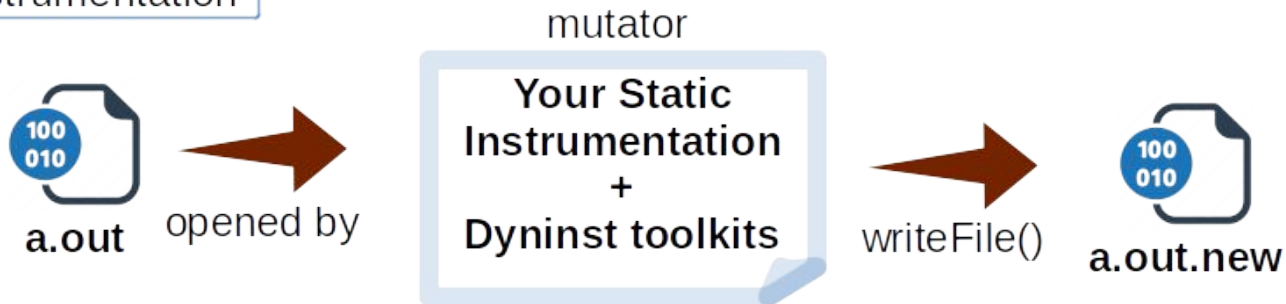 mutator
Your Static
Instrumentation
+
Dyninst toolkits
100
010
a.out
opened by
writeFile()
100
010
a.out.new